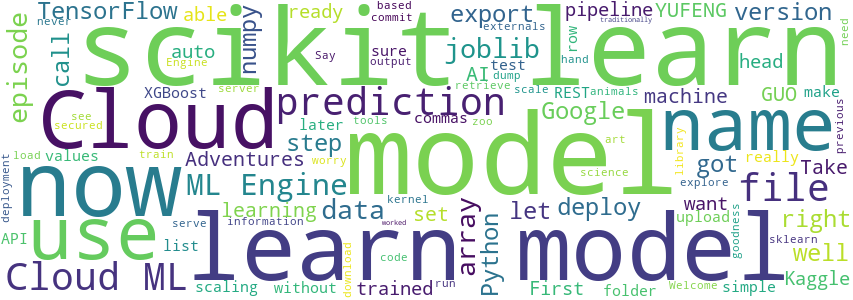 TensorFlow able ready export based commit externals never traditionally pipeline YUFENG version
episode call auto numpy Say sure output joblib AI test dump row REST hand animals head need
scikit learn
XGBoost Engine server prediction commas retrieve scale Google machine GUO make previous
see secured Cloud later step tools zoo model art library name
load values train Adventures worry science got really Take
deployment now ML Engine kernel array let deploy want file
learning data set Python explore upload goodness right
API use list serve information worked learn model sklearn well
Cloud ML scaling without download trained code run First folder Welcome simple Kaggle